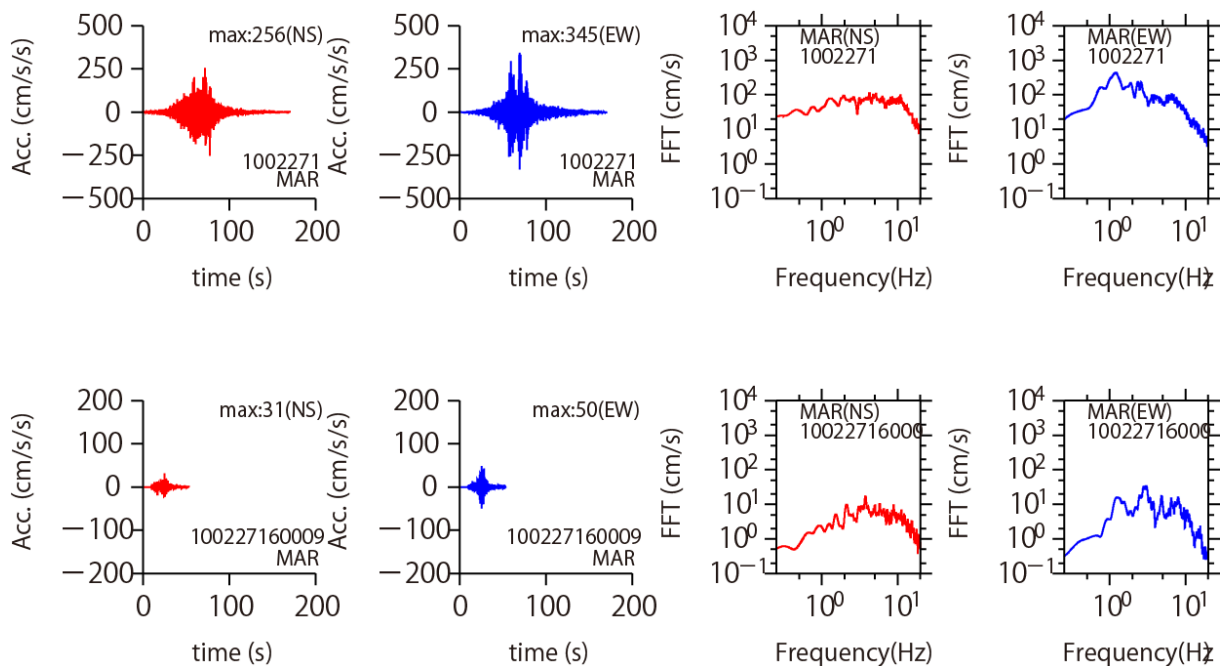 Acc. (cm/s/s)
500
250
0
−250
−500
max:256(NS)
1002271
MAR
0 100 200
time (s)
Acc. (cm/s/s)
500
250
0
−250
−500
max:345(EW)
1002271
MAR
0 100 200
time (s)
FFT (cm/s)
10⁴
10³
10²
10¹
10⁰
10⁻¹
MAR(NS)
1002271
10⁰ 10¹
Frequency(Hz)
FFT (cm/s)
10⁴
10³
10²
10¹
10⁰
10⁻¹
MAR(EW)
1002271
10⁰ 10¹
Frequency(Hz)
Acc. (cm/s/s)
200
100
0
−100
−200
max:31(NS)
100227160009
MAR
0 100 200
time (s)
Acc. (cm/s/s)
200
100
0
−100
−200
max:50(EW)
100227160009
MAR
0 100 200
time (s)
FFT (cm/s)
10⁴
10³
10²
10¹
10⁰
10⁻¹
MAR(NS)
10022716000
10⁰ 10¹
Frequency(Hz)
FFT (cm/s)
10⁴
10³
10²
10¹
10⁰
10⁻¹
MAR(EW)
100227160009
10⁰ 10¹
Frequency(Hz)